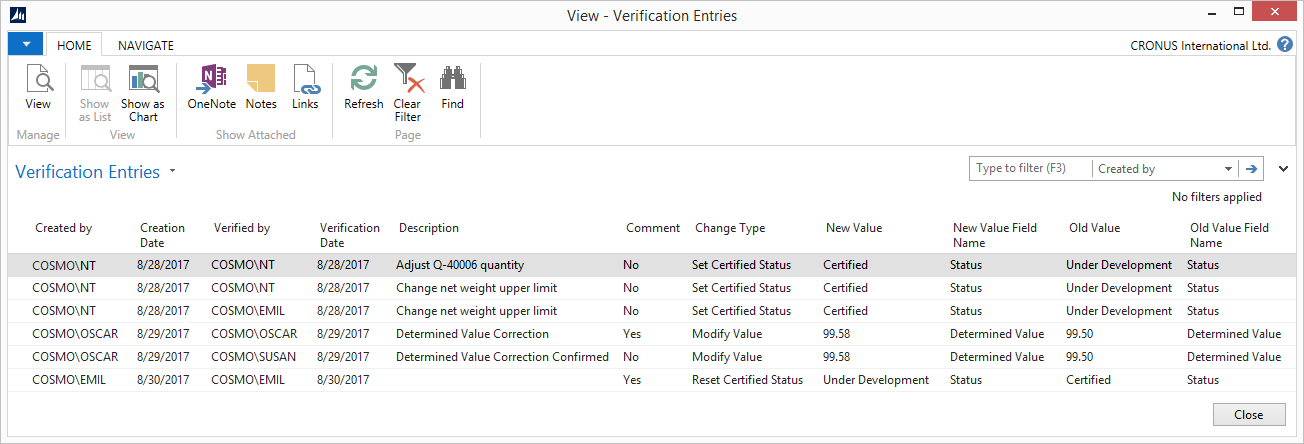 View - Verification Entries
HOME NAVIGATE CRONUS International Ltd. ?
View Show as List Show as Chart OneNote Notes Links Refresh Clear Filter Find
Manage View Show Attached Page
Verification Entries Type to filter (F3) Created by
No filters applied
Created by Creation Date Verified by Verification Date Description Comment Change Type New Value New Value Field Name Old Value Old Value Field Name
COSMO\NT 8/28/2017 COSMO\NT 8/28/2017 Adjust Q-40006 quantity No Set Certified Status Certified Status Under Development Status
COSMO\NT 8/28/2017 COSMO\NT 8/28/2017 Change net weight upper limit No Set Certified Status Certified Status Under Development Status
COSMO\NT 8/28/2017 COSMO\EMIL 8/28/2017 Change net weight upper limit No Set Certified Status Certified Status Under Development Status
COSMO\OSCAR 8/29/2017 COSMO\OSCAR 8/29/2017 Determined Value Correction Yes Modify Value 99.58 Determined Value 99.50 Determined Value
COSMO\OSCAR 8/29/2017 COSMO\SUSAN 8/29/2017 Determined Value Correction Confirmed No Modify Value 99.58 Determined Value 99.50 Determined Value
COSMO\EMIL 8/30/2017 COSMO\EMIL 8/30/2017 Yes Reset Certified Status Under Development Status Certified Status
Close